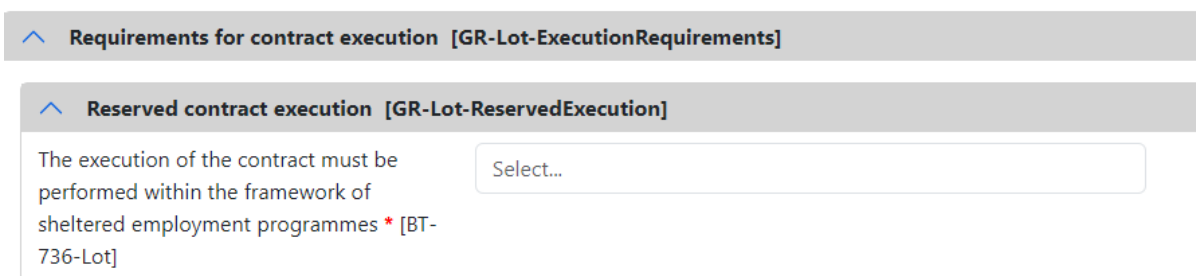 Requirements for contract execution [GR-Lot-ExecutionRequirements]
Reserved contract execution [GR-Lot-ReservedExecution]
The execution of the contract must be
performed within the framework of
sheltered employment programmes * [BT-
736-Lot]
Select...